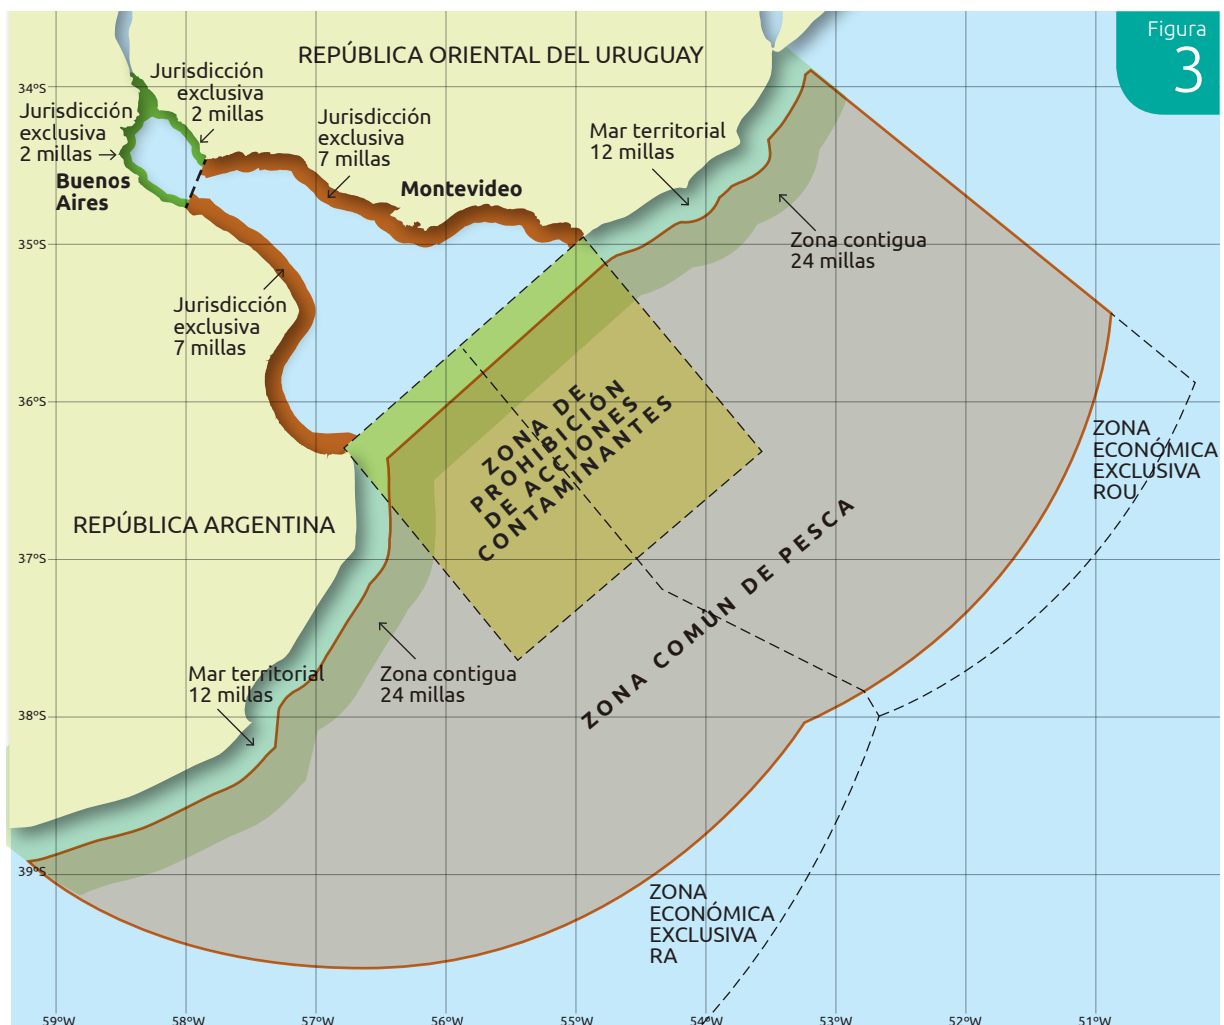 Figura
3
REPÚBLICA ORIENTAL DEL URUGUAY
Jurisdicción
exclusiva
2 millas
34ºS
Jurisdicción
exclusiva
2 millas
Jurisdicción
exclusiva
7 millas
Mar territorial
12 millas
Buenos
Aires
Montevideo
35ºS
Zona contigua
24 millas
Jurisdicción
exclusiva
7 millas
36ºS
ZONA DE
PROHIBICIÓN
DE ACCIONES
CONTAMINANTES
ZONA
ECONÓMICA
EXCLUSIVA
ROU
REPÚBLICA ARGENTINA
37ºS
ZONA COMÚN DE PESCA
Mar territorial
12 millas
Zona contigua
24 millas
38ºS
39ºS
ZONA
ECONÓMICA
EXCLUSIVA
RA
59ºW
58ºW
57ºW
56ºW
55ºW
54ºW
53ºW
52ºW
51ºW